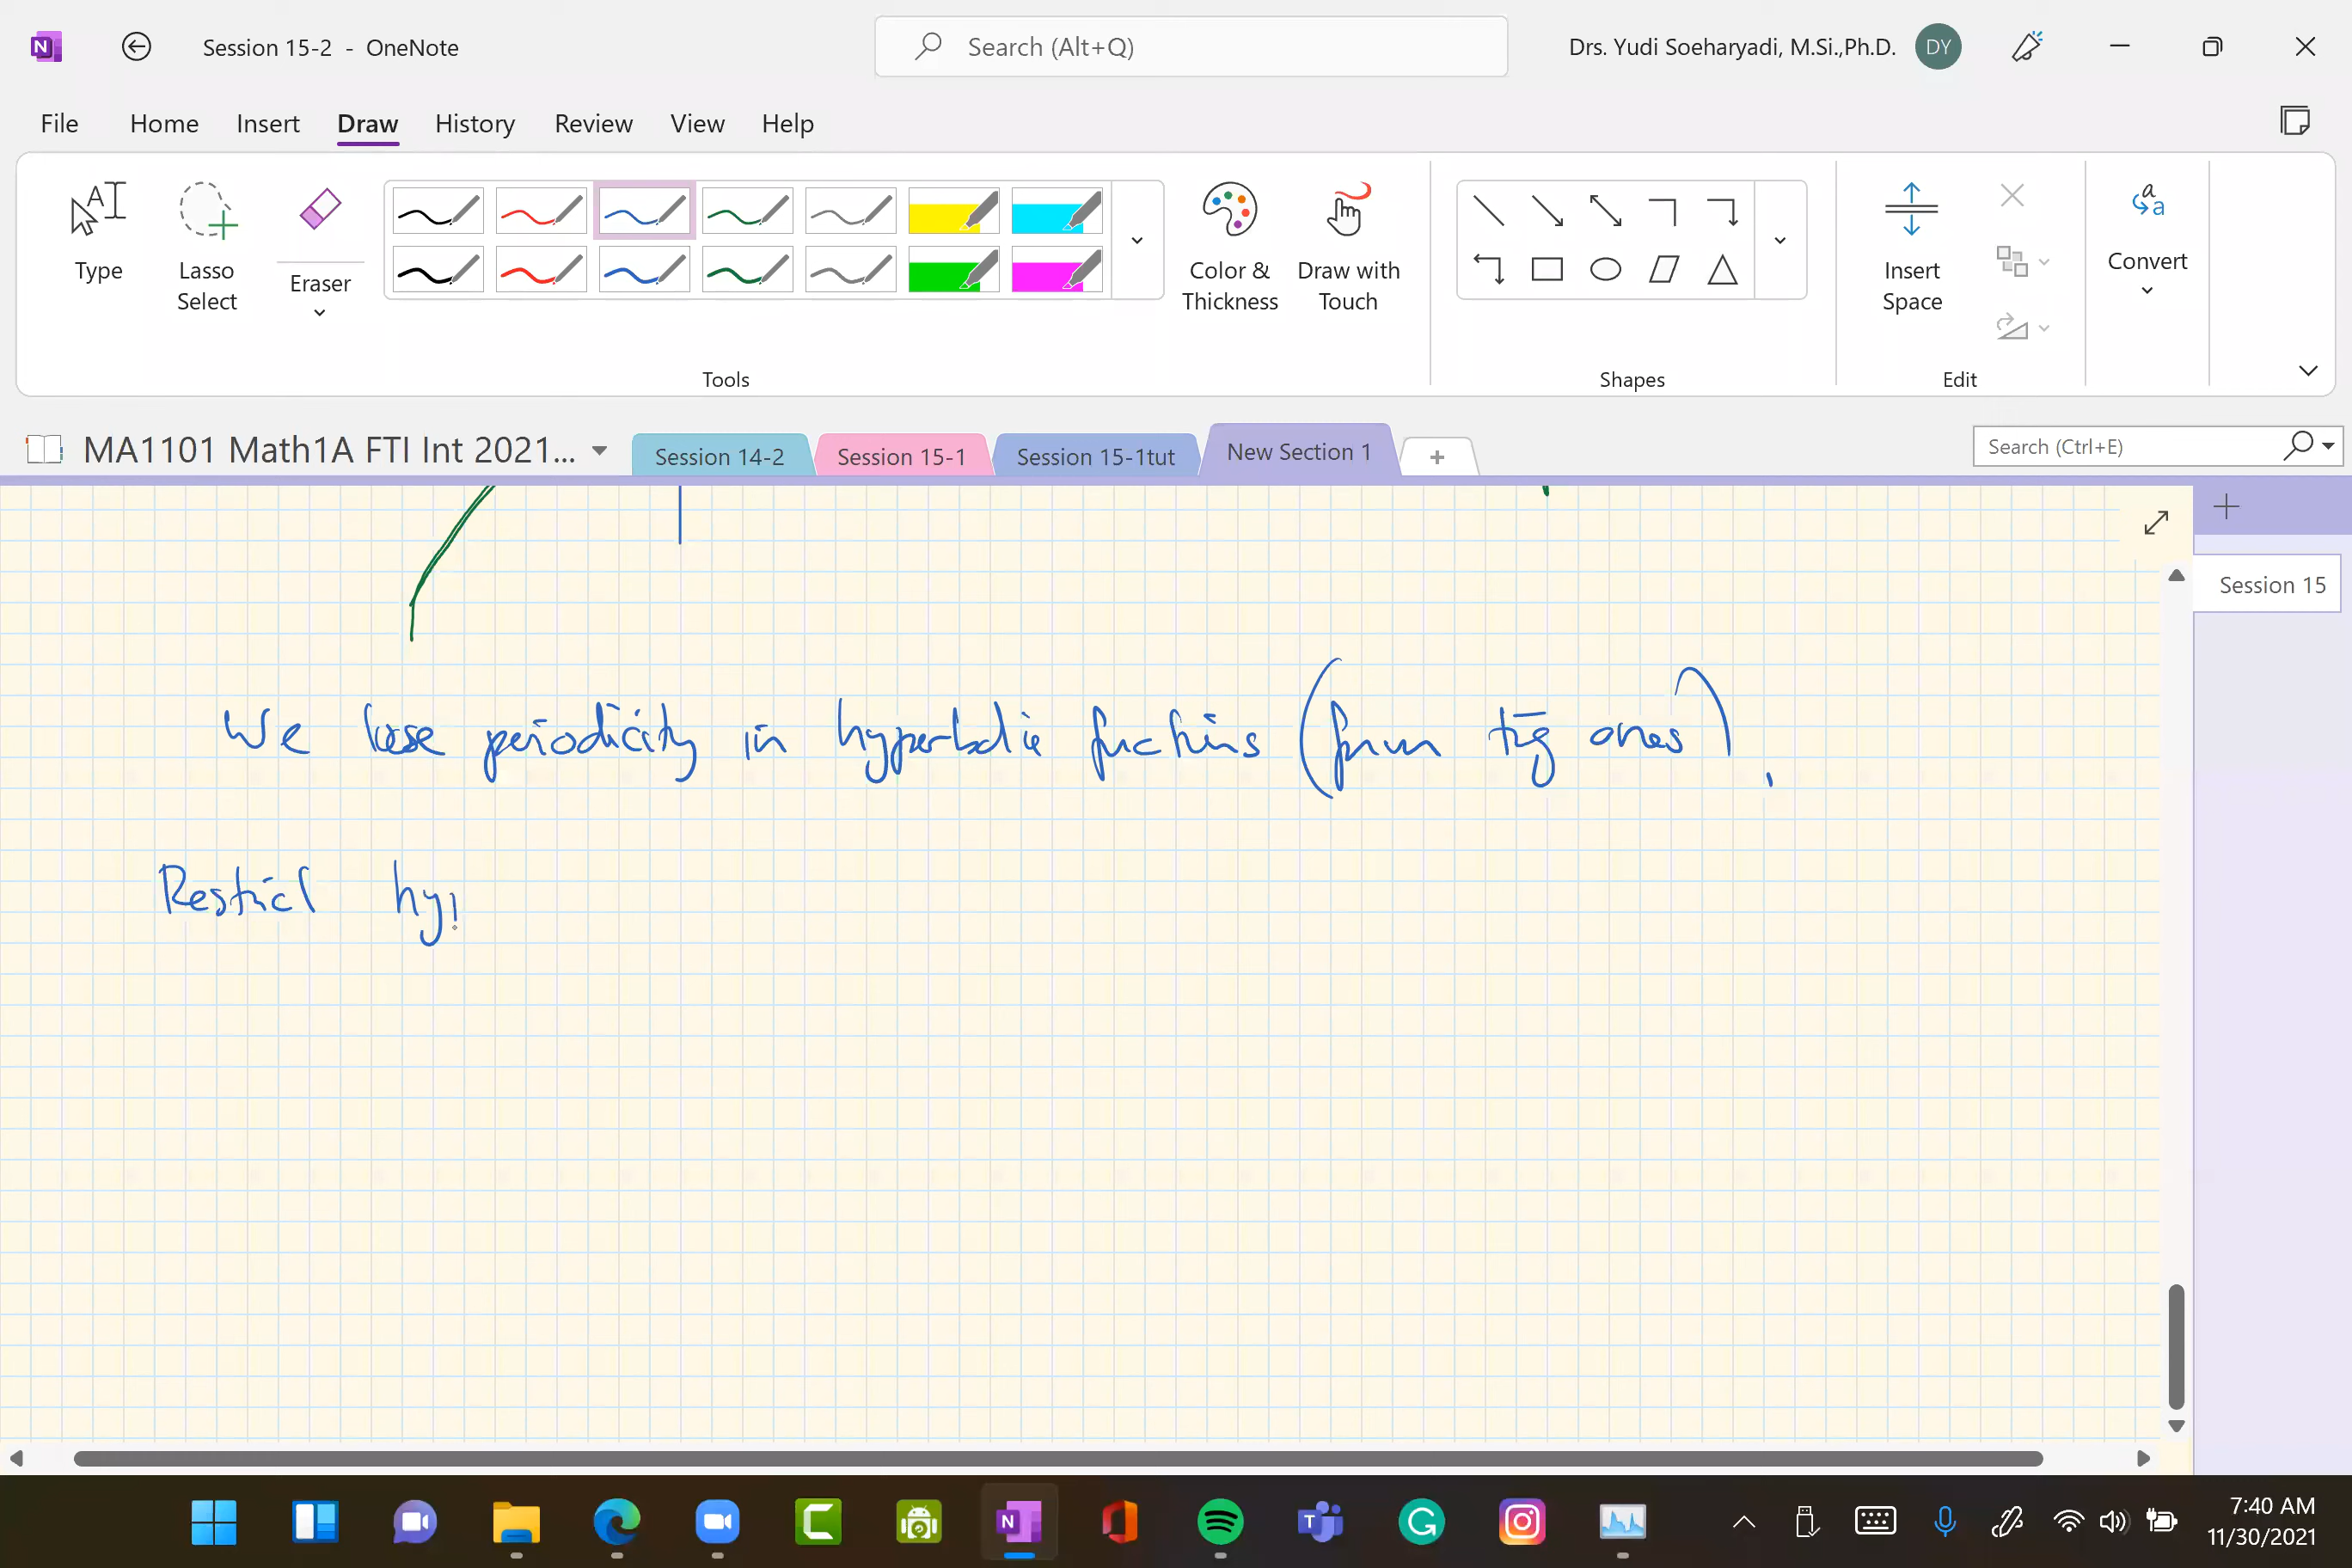 Session 15-2 - OneNote
Search (Alt+Q)
Drs. Yudi Soeharyadi, M.Si.,Ph.D.
DY
File Home Insert Draw History Review View Help
Type
Lasso Select
Eraser
Color & Thickness
Draw with Touch
Insert Space
Convert
Tools
Shapes
Edit
MA1101 Math1A FTI Int 2021...
Session 14-2
Session 15-1
Session 15-1tut
New Section 1
Search (Ctrl+E)
Session 15
We lose periodicity in hyperbolic functions (from trig ones).
Restrict hyp
7:40 AM
11/30/2021